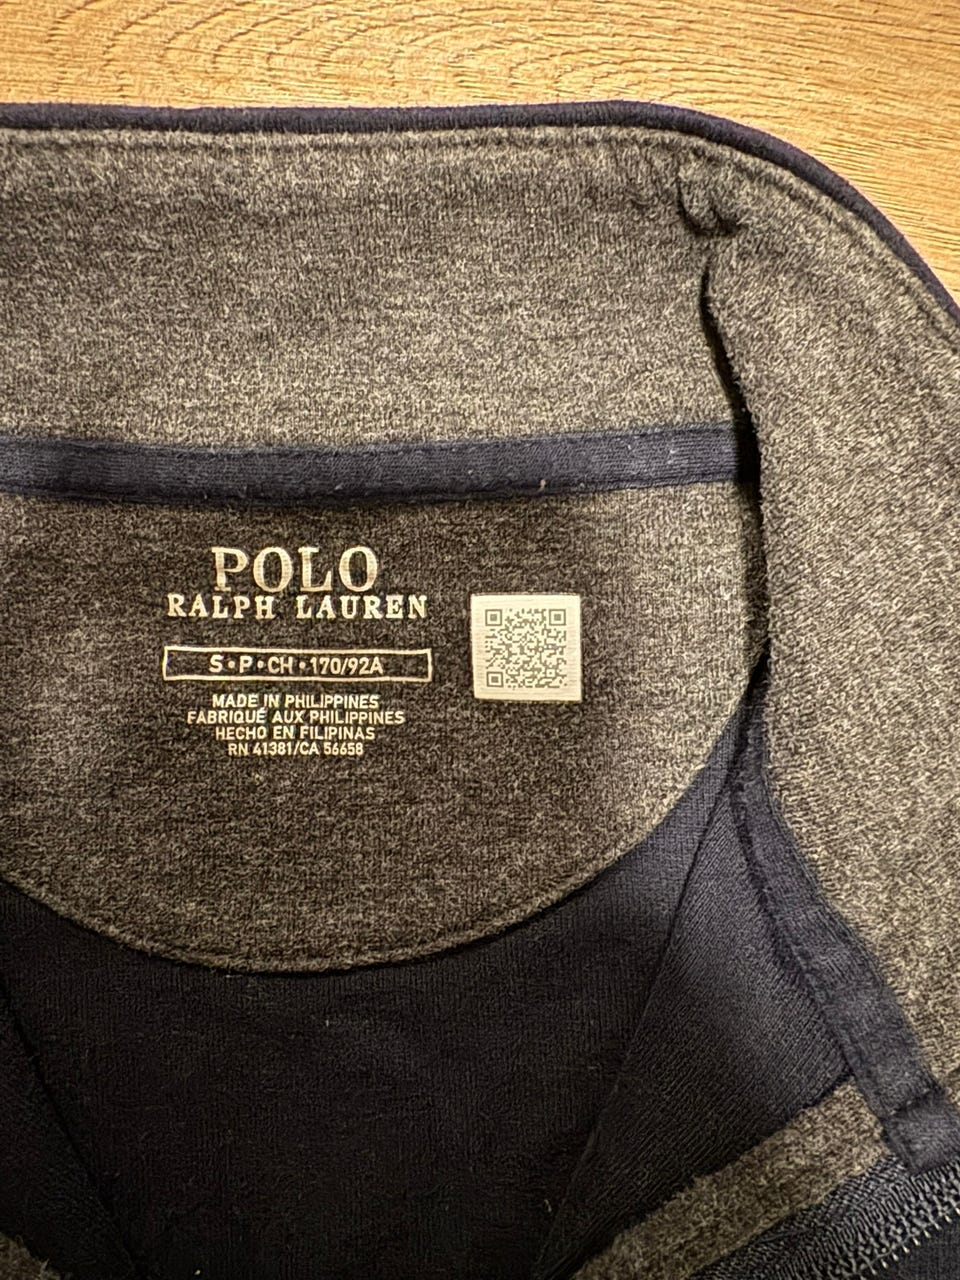 POLO
RALPH LAUREN
S•P•CH•170/92A
MADE IN PHILIPPINES
FABRIQUÉ AUX PHILIPPINES
HECHO EN FILIPINAS
RN 41381/CA 56658